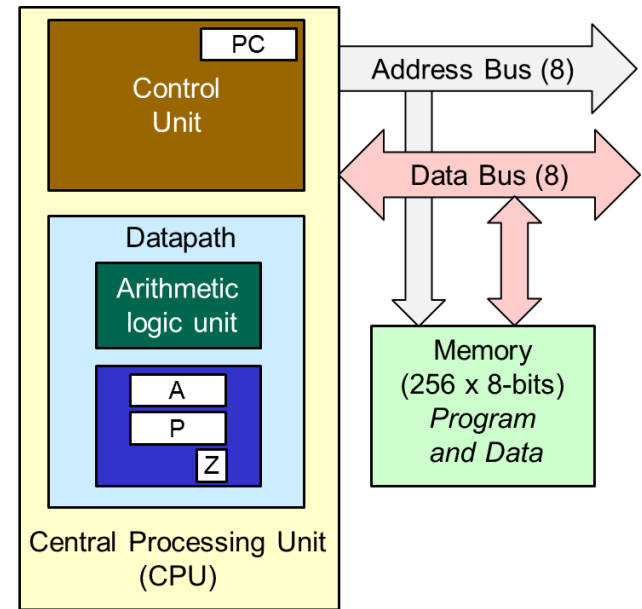 PC
Control
Unit
Address Bus (8)
Data Bus (8)
Datapath
Arithmetic
logic unit
A
P
Z
Memory
(256 x 8-bits)
Program
and Data
Central Processing Unit
(CPU)